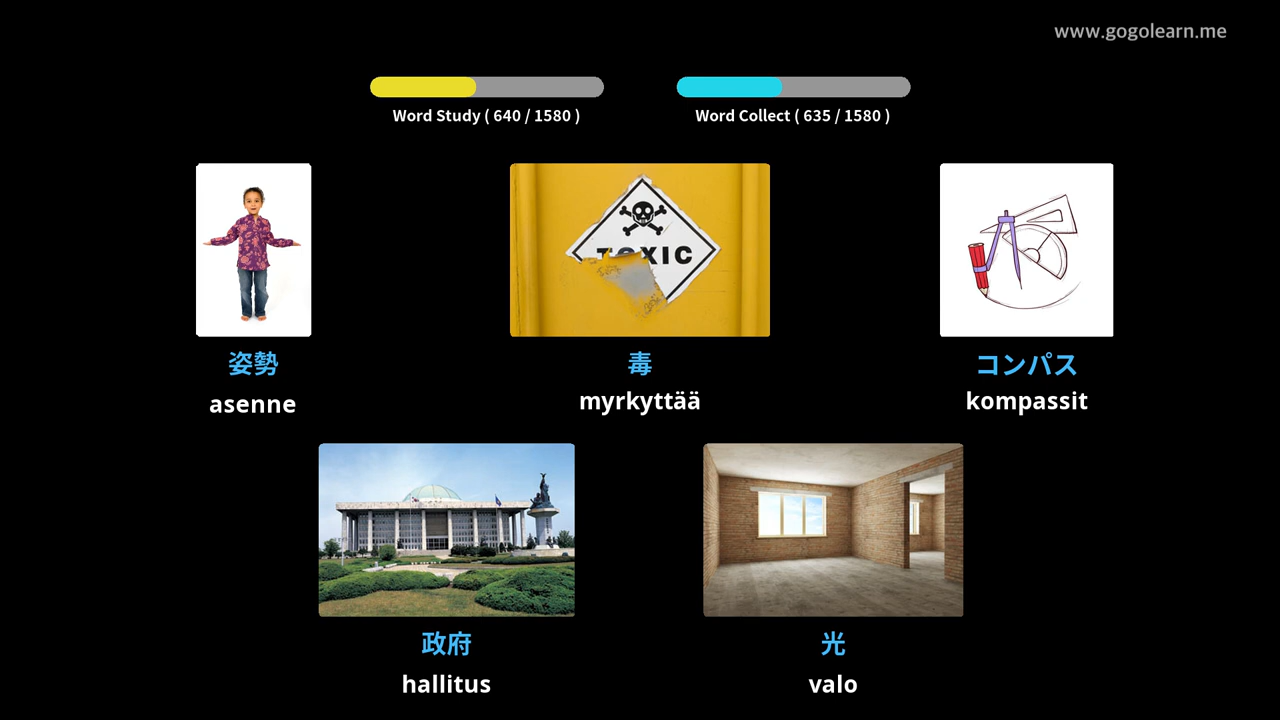 www.gogolearn.me
Word Study ( 640 / 1580 )
Word Collect ( 635 / 1580 )
TOXIC
姿勢
asenne
毒
myrkyttää
コンパス
kompassit
政府
hallitus
光
valo